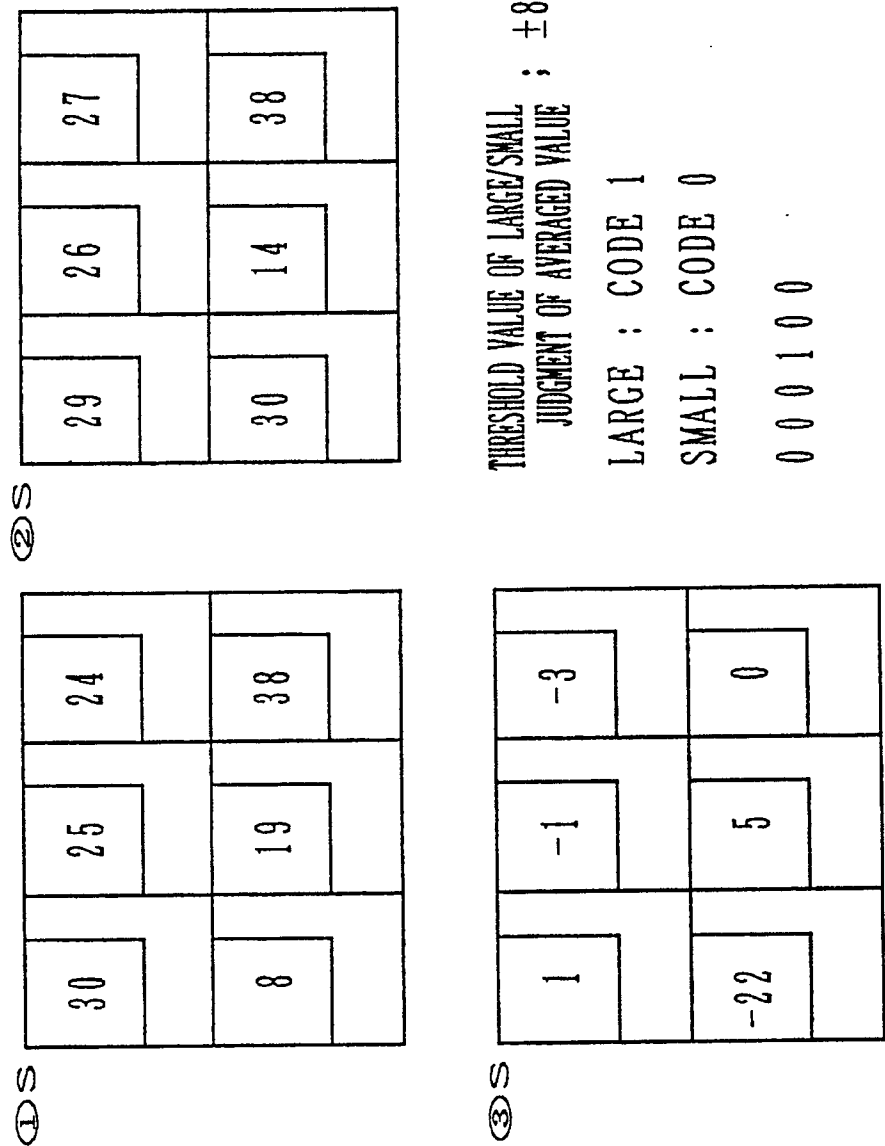 ①S
30 25 24
8 19 38
②S
29 26 27
30 14 38
③S
1 -1 -3
-22 5 0
THRESHOLD VALUE OF LARGE/SMALL
JUDGMENT OF AVERAGED VALUE ; ±8
LARGE : CODE 1
SMALL : CODE 0
0 0 0 1 0 0